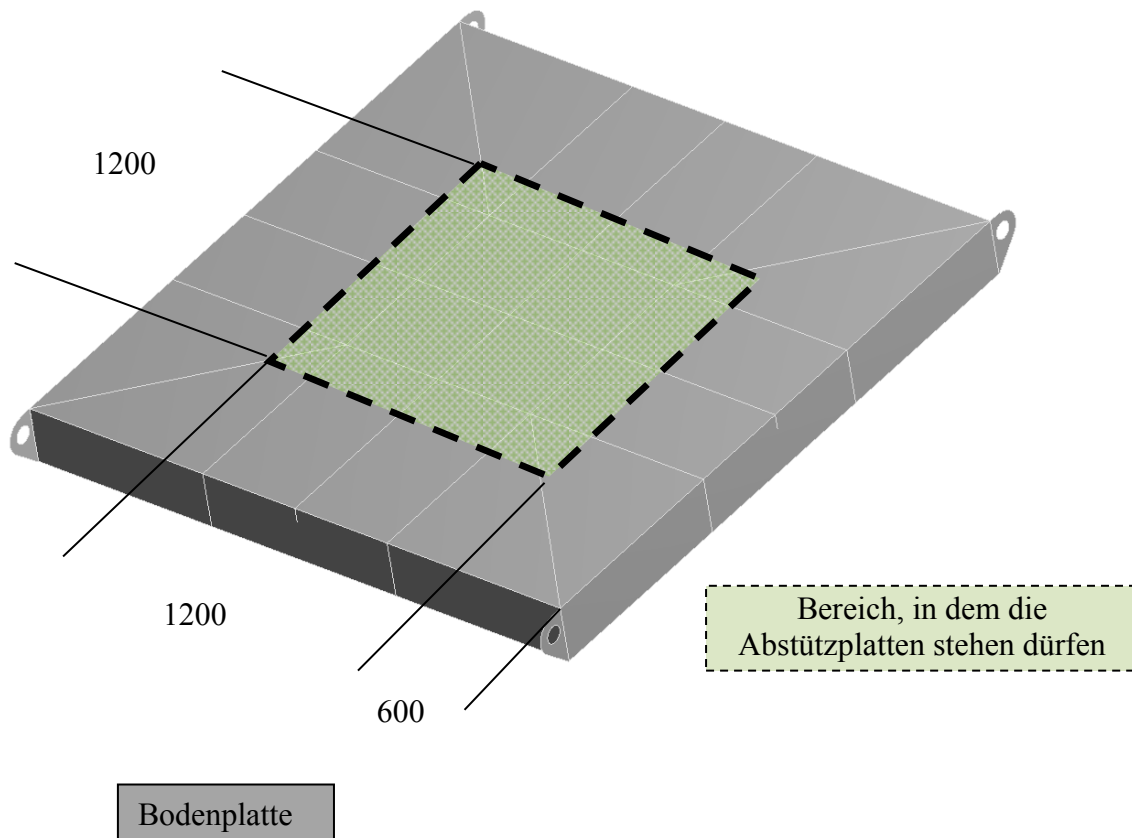 1200
1200
600
Bereich, in dem die
Abstützplatten stehen dürfen
Bodenplatte